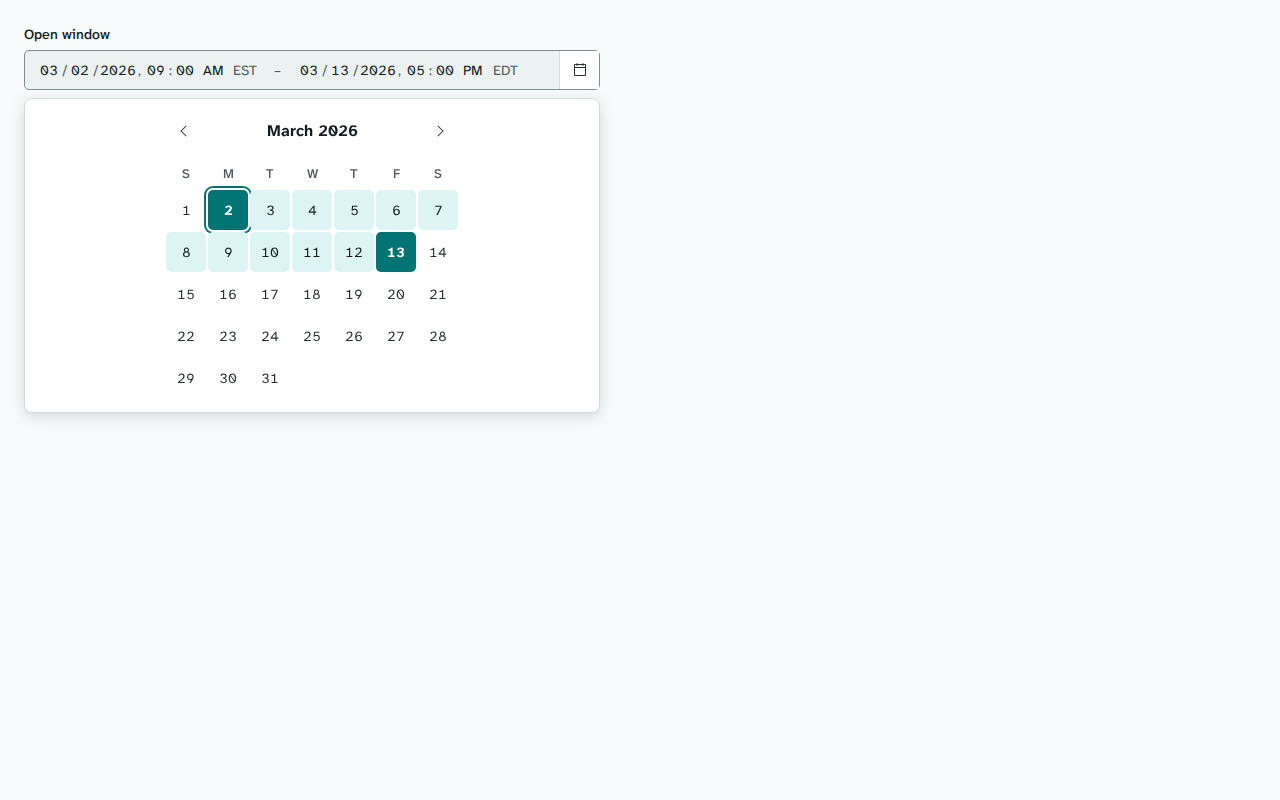 Open window
03/02/2026, 09:00 AM EST – 03/13/2026, 05:00 PM EDT
March 2026
S M T W T F S
1 2 3 4 5 6 7
8 9 10 11 12 13 14
15 16 17 18 19 20 21
22 23 24 25 26 27 28
29 30 31